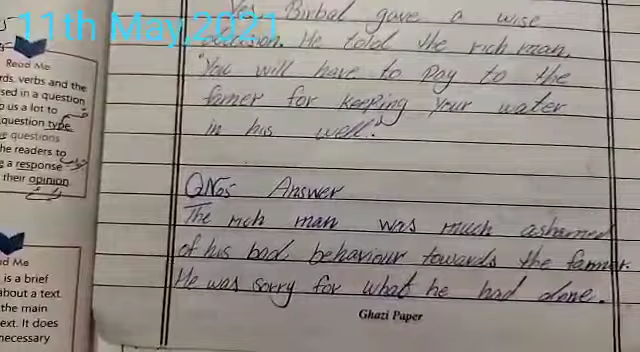 11th May,2021
Yes, Birbal gave a wise
decision. He told the rich man,
"You will have to pay to the
famer for keeping your water
in his well."
QNo5 Answer
The rich man was much ashamed
of his bad behaviour towards the farmer.
He was sorry for what he had done.
Ghazi Paper
Read Me
rds, verbs and the
sed in a question
us a lot to
question type
questions
he readers to
e a response
their opinion
d Me
is a brief
about a text
the main
ext. It does
necessary